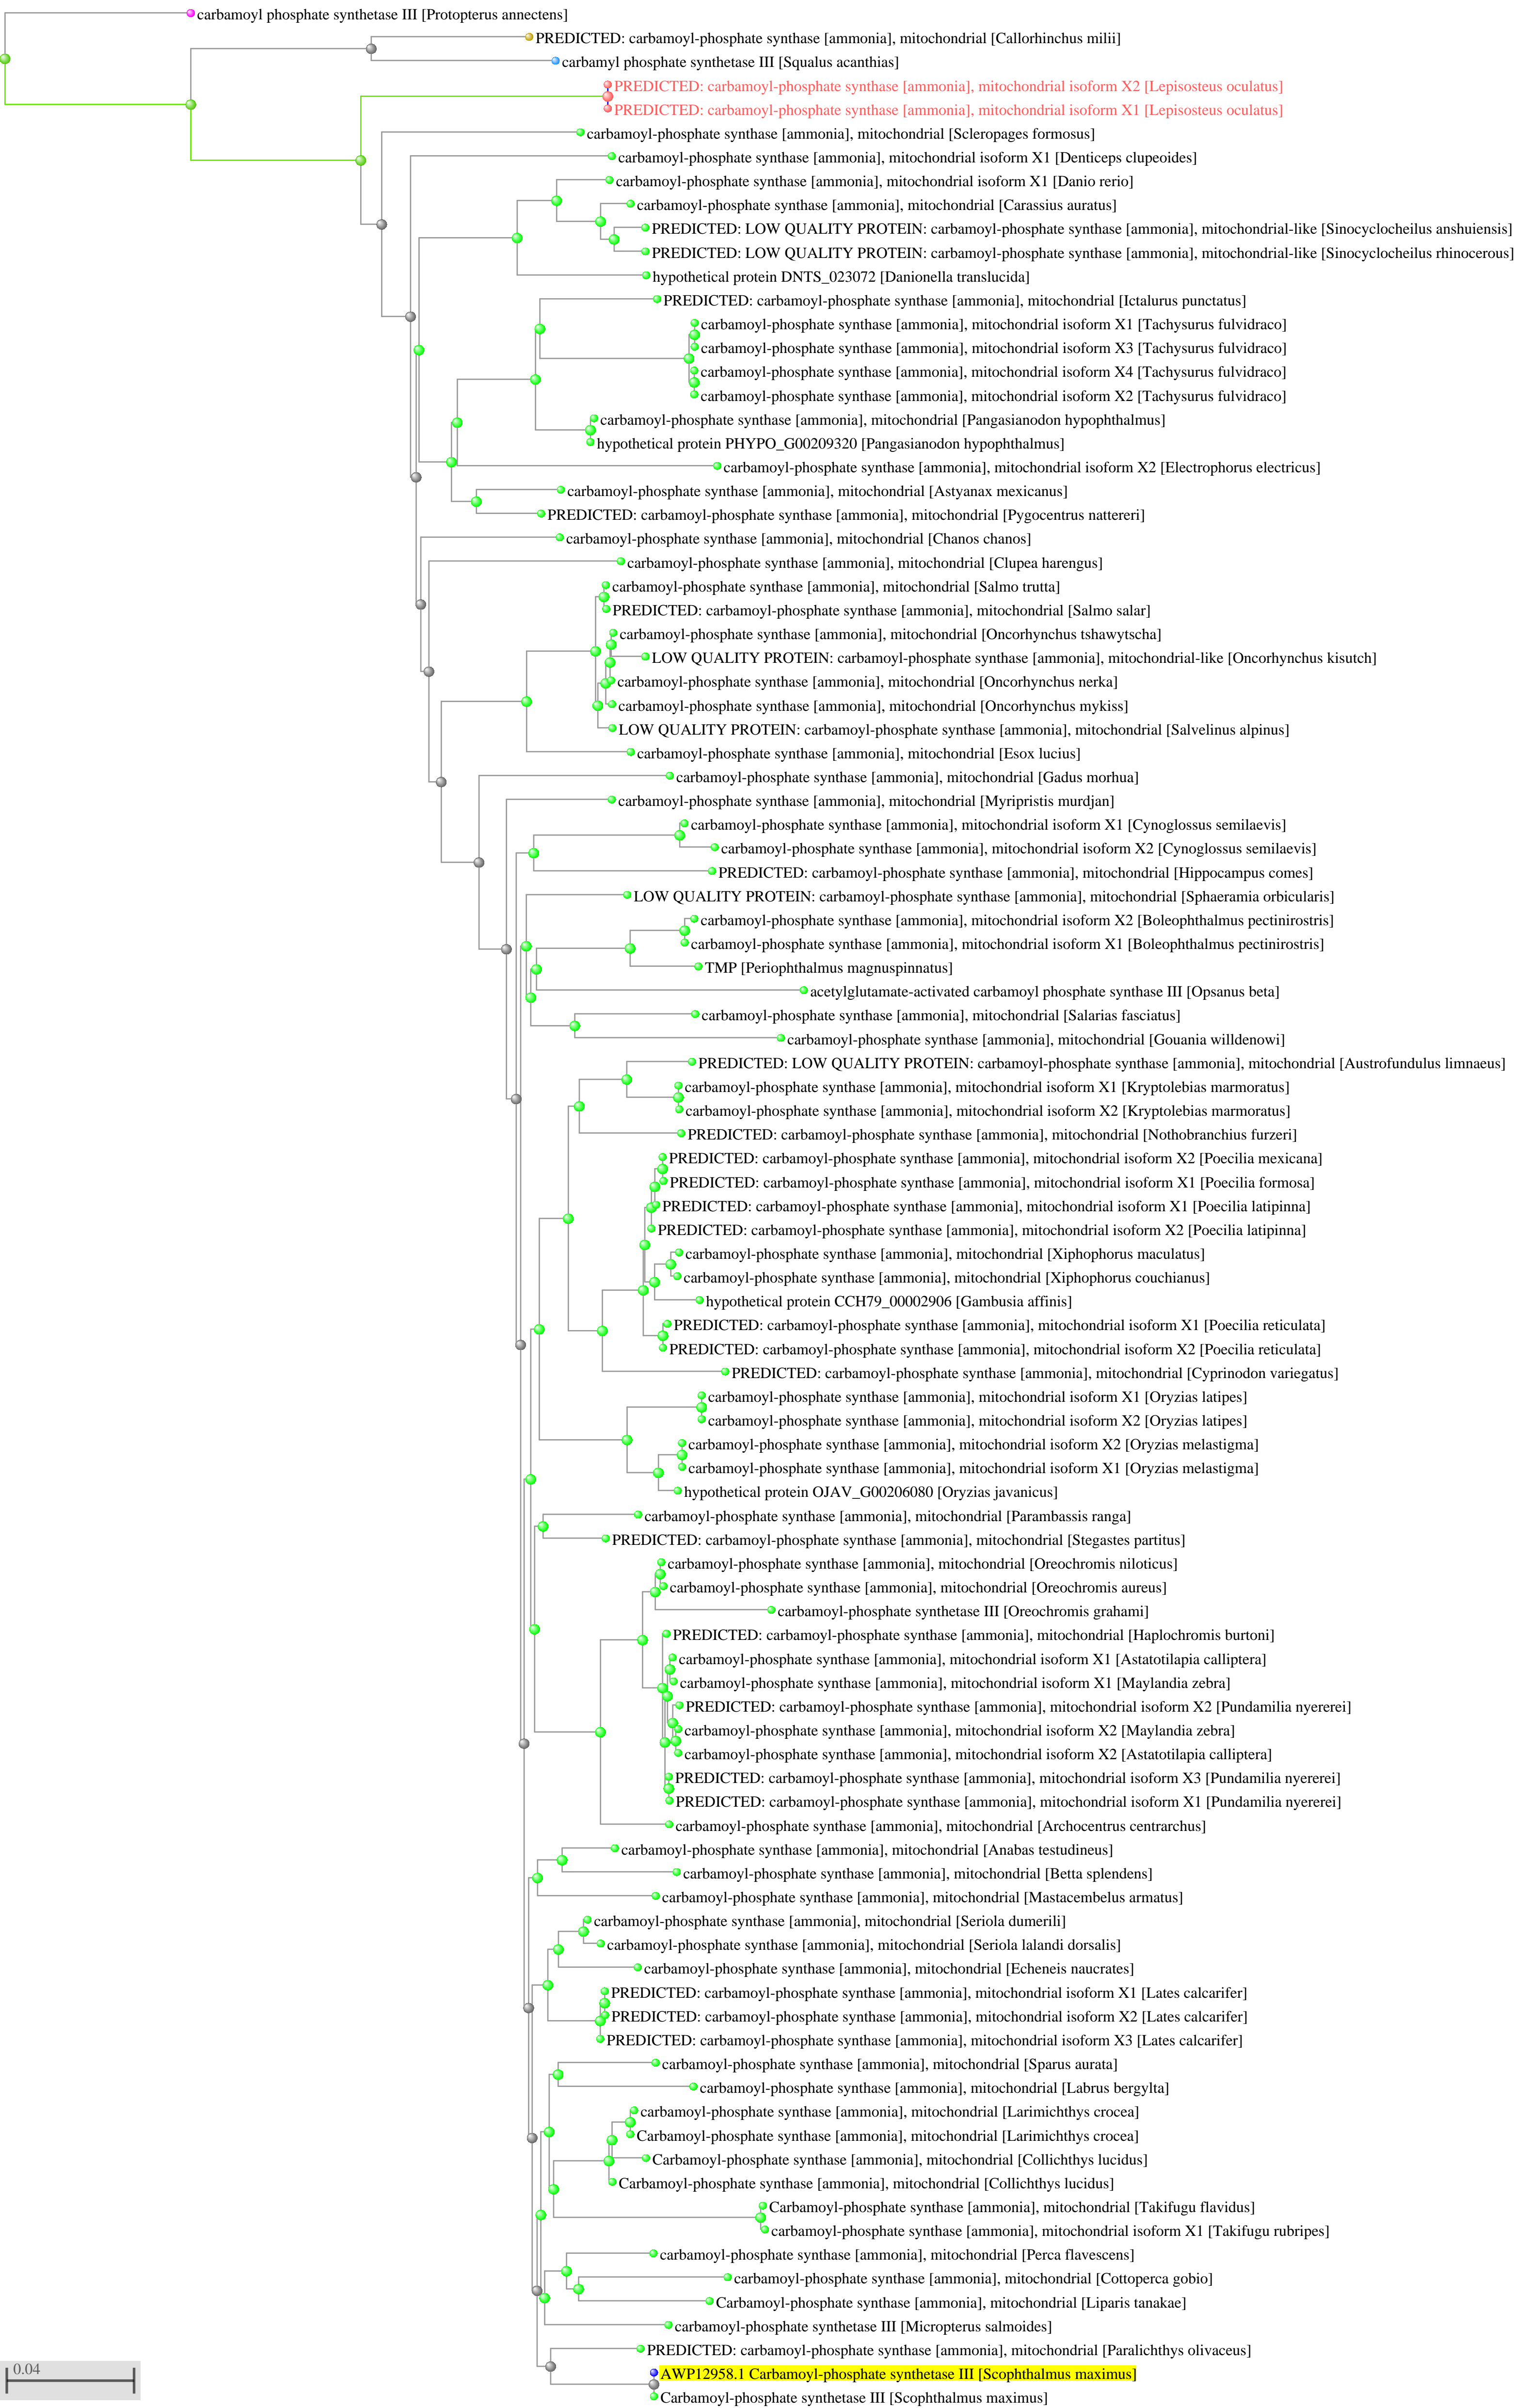 carbamoyl phosphate synthetase III [Protopterus annectens]
PREDICTED: carbamoyl-phosphate synthase [ammonia], mitochondrial [Callorhinchus milii]
carbamyl phosphate synthetase III [Squalus acanthias]
PREDICTED: carbamoyl-phosphate synthase [ammonia], mitochondrial isoform X2 [Lepisosteus oculatus]
PREDICTED: carbamoyl-phosphate synthase [ammonia], mitochondrial isoform X1 [Lepisosteus oculatus]
carbamoyl-phosphate synthase [ammonia], mitochondrial [Scleropages formosus]
carbamoyl-phosphate synthase [ammonia], mitochondrial isoform X1 [Denticeps clupeoides]
carbamoyl-phosphate synthase [ammonia], mitochondrial isoform X1 [Danio rerio]
carbamoyl-phosphate synthase [ammonia], mitochondrial [Carassius auratus]
PREDICTED: LOW QUALITY PROTEIN: carbamoyl-phosphate synthase [ammonia], mitochondrial-like [Sinocyclocheilus anshuiensis]
PREDICTED: LOW QUALITY PROTEIN: carbamoyl-phosphate synthase [ammonia], mitochondrial-like [Sinocyclocheilus rhinocerous]
hypothetical protein DNTS_023072 [Danionella translucida]
PREDICTED: carbamoyl-phosphate synthase [ammonia], mitochondrial [Ictalurus punctatus]
carbamoyl-phosphate synthase [ammonia], mitochondrial isoform X1 [Tachysurus fulvidraco]
carbamoyl-phosphate synthase [ammonia], mitochondrial isoform X3 [Tachysurus fulvidraco]
carbamoyl-phosphate synthase [ammonia], mitochondrial isoform X4 [Tachysurus fulvidraco]
carbamoyl-phosphate synthase [ammonia], mitochondrial isoform X2 [Tachysurus fulvidraco]
carbamoyl-phosphate synthase [ammonia], mitochondrial [Pangasianodon hypophthalmus]
hypothetical protein PHYPO_G00209320 [Pangasianodon hypophthalmus]
carbamoyl-phosphate synthase [ammonia], mitochondrial isoform X2 [Electrophorus electricus]
carbamoyl-phosphate synthase [ammonia], mitochondrial [Astyanax mexicanus]
PREDICTED: carbamoyl-phosphate synthase [ammonia], mitochondrial [Pygocentrus nattereri]
carbamoyl-phosphate synthase [ammonia], mitochondrial [Chanos chanos]
carbamoyl-phosphate synthase [ammonia], mitochondrial [Clupea harengus]
carbamoyl-phosphate synthase [ammonia], mitochondrial [Salmo trutta]
PREDICTED: carbamoyl-phosphate synthase [ammonia], mitochondrial [Salmo salar]
carbamoyl-phosphate synthase [ammonia], mitochondrial [Oncorhynchus tshawytscha]
LOW QUALITY PROTEIN: carbamoyl-phosphate synthase [ammonia], mitochondrial-like [Oncorhynchus kisutch]
carbamoyl-phosphate synthase [ammonia], mitochondrial [Oncorhynchus nerka]
carbamoyl-phosphate synthase [ammonia], mitochondrial [Oncorhynchus mykiss]
LOW QUALITY PROTEIN: carbamoyl-phosphate synthase [ammonia], mitochondrial [Salvelinus alpinus]
carbamoyl-phosphate synthase [ammonia], mitochondrial [Esox lucius]
carbamoyl-phosphate synthase [ammonia], mitochondrial [Gadus morhua]
carbamoyl-phosphate synthase [ammonia], mitochondrial [Myripristis murdjan]
carbamoyl-phosphate synthase [ammonia], mitochondrial isoform X1 [Cynoglossus semilaevis]
carbamoyl-phosphate synthase [ammonia], mitochondrial isoform X2 [Cynoglossus semilaevis]
PREDICTED: carbamoyl-phosphate synthase [ammonia], mitochondrial [Hippocampus comes]
LOW QUALITY PROTEIN: carbamoyl-phosphate synthase [ammonia], mitochondrial [Sphaeramia orbicularis]
carbamoyl-phosphate synthase [ammonia], mitochondrial isoform X2 [Boleophthalmus pectinirostris]
carbamoyl-phosphate synthase [ammonia], mitochondrial isoform X1 [Boleophthalmus pectinirostris]
TMP [Periophthalmus magnuspinnatus]
acetylglutamate-activated carbamoyl phosphate synthase III [Opsanus beta]
carbamoyl-phosphate synthase [ammonia], mitochondrial [Salarias fasciatus]
carbamoyl-phosphate synthase [ammonia], mitochondrial [Gouania willdenowi]
PREDICTED: LOW QUALITY PROTEIN: carbamoyl-phosphate synthase [ammonia], mitochondrial [Austrofundulus limnaeus]
carbamoyl-phosphate synthase [ammonia], mitochondrial isoform X1 [Kryptolebias marmoratus]
carbamoyl-phosphate synthase [ammonia], mitochondrial isoform X2 [Kryptolebias marmoratus]
PREDICTED: carbamoyl-phosphate synthase [ammonia], mitochondrial [Nothobranchius furzeri]
PREDICTED: carbamoyl-phosphate synthase [ammonia], mitochondrial isoform X2 [Poecilia mexicana]
PREDICTED: carbamoyl-phosphate synthase [ammonia], mitochondrial isoform X1 [Poecilia formosa]
PREDICTED: carbamoyl-phosphate synthase [ammonia], mitochondrial isoform X1 [Poecilia latipinna]
PREDICTED: carbamoyl-phosphate synthase [ammonia], mitochondrial isoform X2 [Poecilia latipinna]
carbamoyl-phosphate synthase [ammonia], mitochondrial [Xiphophorus maculatus]
carbamoyl-phosphate synthase [ammonia], mitochondrial [Xiphophorus couchianus]
hypothetical protein CCH79_00002906 [Gambusia affinis]
PREDICTED: carbamoyl-phosphate synthase [ammonia], mitochondrial isoform X1 [Poecilia reticulata]
PREDICTED: carbamoyl-phosphate synthase [ammonia], mitochondrial isoform X2 [Poecilia reticulata]
PREDICTED: carbamoyl-phosphate synthase [ammonia], mitochondrial [Cyprinodon variegatus]
carbamoyl-phosphate synthase [ammonia], mitochondrial isoform X1 [Oryzias latipes]
carbamoyl-phosphate synthase [ammonia], mitochondrial isoform X2 [Oryzias latipes]
carbamoyl-phosphate synthase [ammonia], mitochondrial isoform X2 [Oryzias melastigma]
carbamoyl-phosphate synthase [ammonia], mitochondrial isoform X1 [Oryzias melastigma]
hypothetical protein OJAV_G00206080 [Oryzias javanicus]
carbamoyl-phosphate synthase [ammonia], mitochondrial [Parambassis ranga]
PREDICTED: carbamoyl-phosphate synthase [ammonia], mitochondrial [Stegastes partitus]
carbamoyl-phosphate synthase [ammonia], mitochondrial [Oreochromis niloticus]
carbamoyl-phosphate synthase [ammonia], mitochondrial [Oreochromis aureus]
carbamoyl-phosphate synthetase III [Oreochromis grahami]
PREDICTED: carbamoyl-phosphate synthase [ammonia], mitochondrial [Haplochromis burtoni]
carbamoyl-phosphate synthase [ammonia], mitochondrial isoform X1 [Astatotilapia calliptera]
carbamoyl-phosphate synthase [ammonia], mitochondrial isoform X1 [Maylandia zebra]
PREDICTED: carbamoyl-phosphate synthase [ammonia], mitochondrial isoform X2 [Pundamilia nyererei]
carbamoyl-phosphate synthase [ammonia], mitochondrial isoform X2 [Maylandia zebra]
carbamoyl-phosphate synthase [ammonia], mitochondrial isoform X2 [Astatotilapia calliptera]
PREDICTED: carbamoyl-phosphate synthase [ammonia], mitochondrial isoform X3 [Pundamilia nyererei]
PREDICTED: carbamoyl-phosphate synthase [ammonia], mitochondrial isoform X1 [Pundamilia nyererei]
carbamoyl-phosphate synthase [ammonia], mitochondrial [Archocentrus centrarchus]
carbamoyl-phosphate synthase [ammonia], mitochondrial [Anabas testudineus]
carbamoyl-phosphate synthase [ammonia], mitochondrial [Betta splendens]
carbamoyl-phosphate synthase [ammonia], mitochondrial [Mastacembelus armatus]
carbamoyl-phosphate synthase [ammonia], mitochondrial [Seriola dumerili]
carbamoyl-phosphate synthase [ammonia], mitochondrial [Seriola lalandi dorsalis]
carbamoyl-phosphate synthase [ammonia], mitochondrial [Echeneis naucrates]
PREDICTED: carbamoyl-phosphate synthase [ammonia], mitochondrial isoform X1 [Lates calcarifer]
PREDICTED: carbamoyl-phosphate synthase [ammonia], mitochondrial isoform X2 [Lates calcarifer]
PREDICTED: carbamoyl-phosphate synthase [ammonia], mitochondrial isoform X3 [Lates calcarifer]
carbamoyl-phosphate synthase [ammonia], mitochondrial [Sparus aurata]
carbamoyl-phosphate synthase [ammonia], mitochondrial [Labrus bergylta]
carbamoyl-phosphate synthase [ammonia], mitochondrial [Larimichthys crocea]
Carbamoyl-phosphate synthase [ammonia], mitochondrial [Larimichthys crocea]
Carbamoyl-phosphate synthase [ammonia], mitochondrial [Collichthys lucidus]
Carbamoyl-phosphate synthase [ammonia], mitochondrial [Collichthys lucidus]
Carbamoyl-phosphate synthase [ammonia], mitochondrial [Takifugu flavidus]
carbamoyl-phosphate synthase [ammonia], mitochondrial isoform X1 [Takifugu rubripes]
carbamoyl-phosphate synthase [ammonia], mitochondrial [Perca flavescens]
carbamoyl-phosphate synthase [ammonia], mitochondrial [Cottoperca gobio]
Carbamoyl-phosphate synthase [ammonia], mitochondrial [Liparis tanakae]
carbamoyl-phosphate synthetase III [Micropterus salmoides]
PREDICTED: carbamoyl-phosphate synthase [ammonia], mitochondrial [Paralichthys olivaceus]
0.04
AWP12958.1 Carbamoyl-phosphate synthetase III [Scophthalmus maximus]
Carbamoyl-phosphate synthetase III [Scophthalmus maximus]